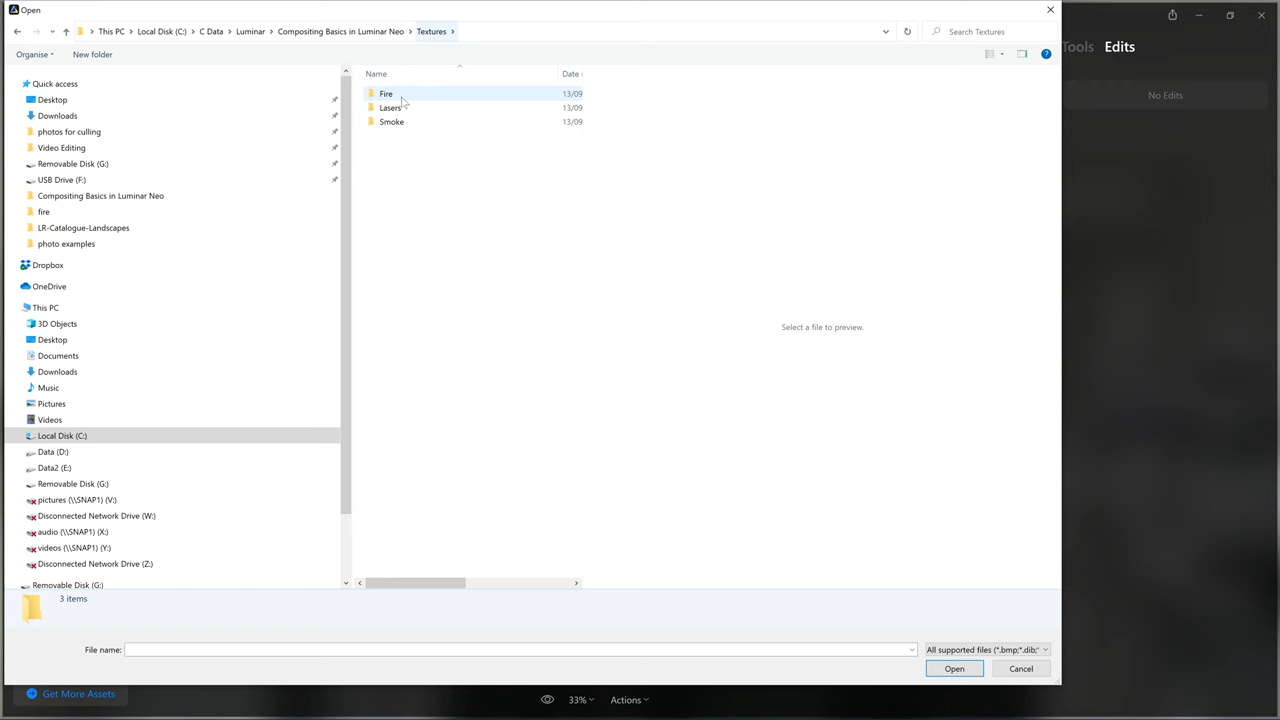 Open
This PC > Local Disk (C:) > C Data > Luminar > Compositing Basics in Luminar Neo > Textures >
Search Textures
Tools
Edits
Organise
New folder
No Edits
Name
Date
Quick access
Desktop
Downloads
photos for culling
Video Editing
Removable Disk (G:)
USB Drive (F:)
Compositing Basics in Luminar Neo
fire
LR-Catalogue-Landscapes
photo examples
Dropbox
OneDrive
This PC
3D Objects
Desktop
Documents
Downloads
Music
Pictures
Videos
Local Disk (C:)
Data (D:)
Data2 (E:)
Removable Disk (G:)
pictures (\\SNAP1) (V:)
Disconnected Network Drive (W:)
audio (\\SNAP1) (X:)
videos (\\SNAP1) (Y:)
Disconnected Network Drive (Z:)
Removable Disk (G:)
Fire 13/09
Lasers 13/09
Smoke 13/09
Select a file to preview.
3 items
File name:
All supported files (*.bmp;*.dib;*
Open
Cancel
Get More Assets
33%
Actions